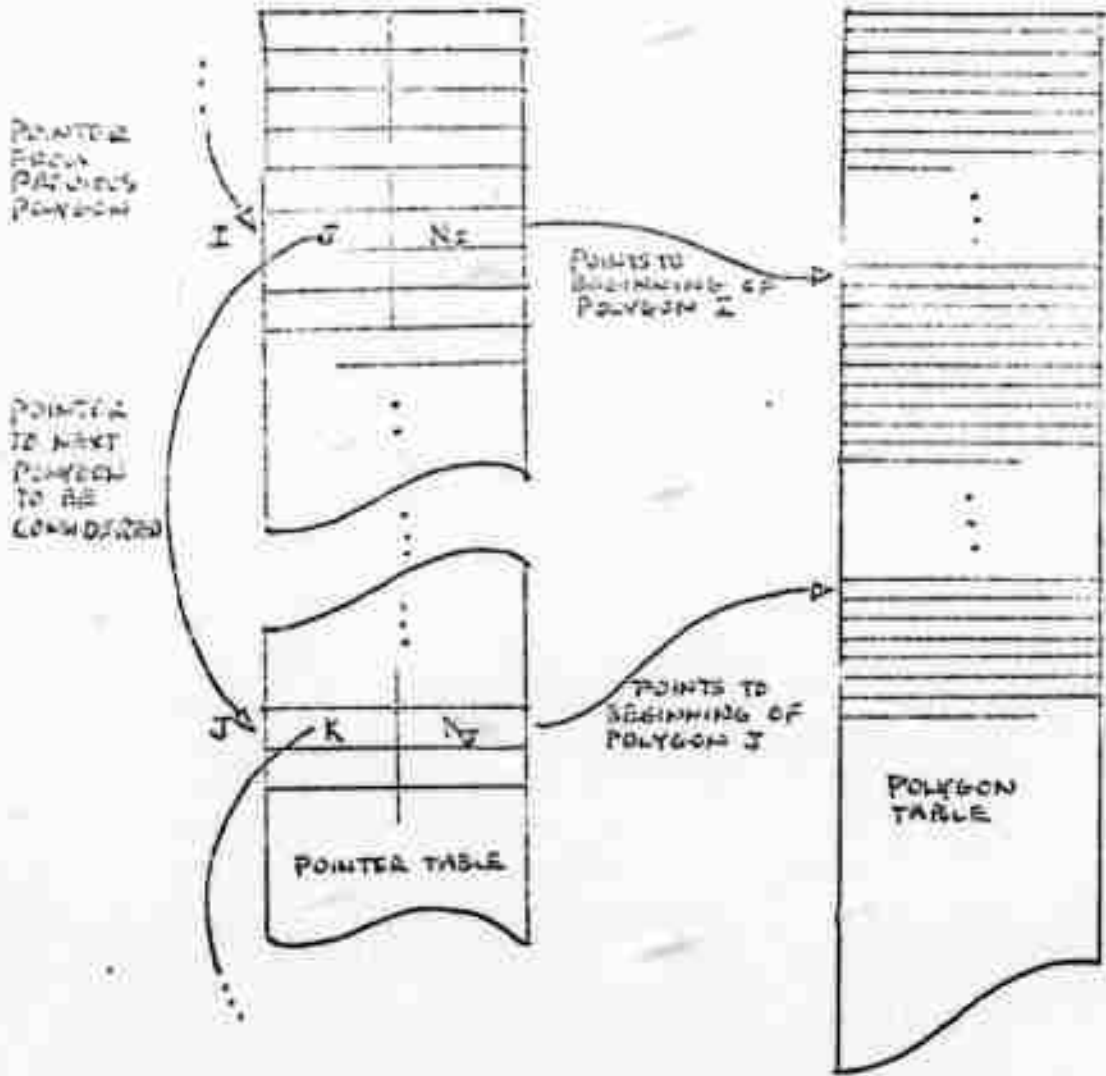 POINTER
FROM
PREVIOUS
POLYGON
I
J
NI
POINTS TO
BEGINNING OF
POLYGON I
POINTER
TO NEXT
POLYGON
TO BE
CONSIDERED
J
K
NJ
POINTS TO
BEGINNING OF
POLYGON J
POINTER TABLE
POLYGON
TABLE